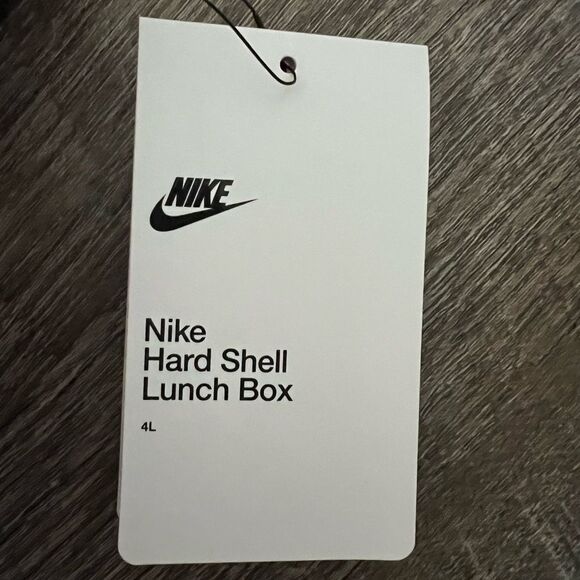 NIKE
Nike
Hard Shell
Lunch Box
4L